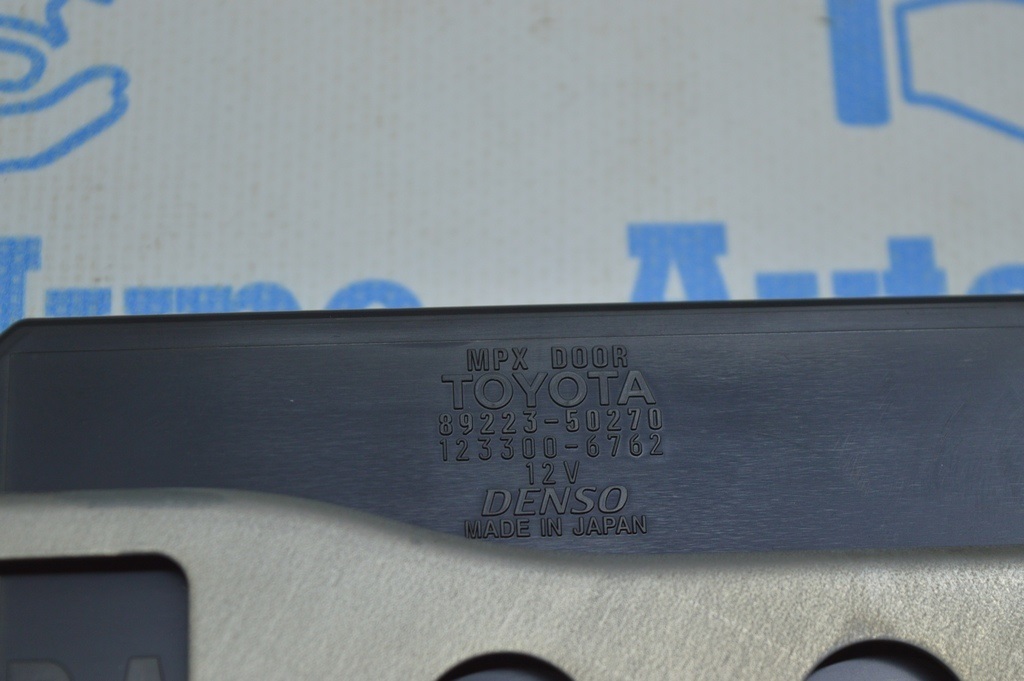 MPX DOOR
TOYOTA
89223-50270
123300-6762
12V
DENSO
MADE IN JAPAN